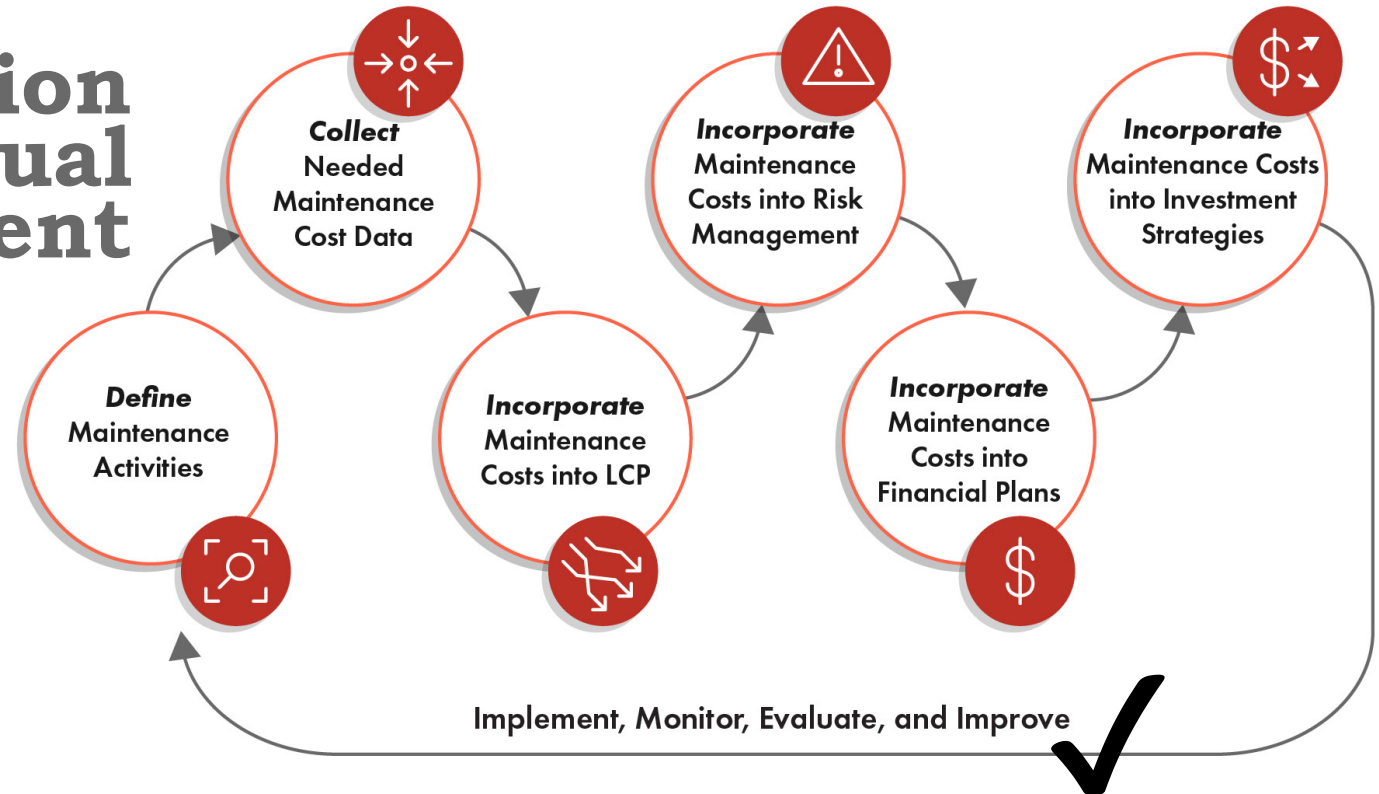 ion
ual
ent
Define
Maintenance
Activities
Collect
Needed
Maintenance
Cost Data
Incorporate
Maintenance
Costs into LCP
Incorporate
Maintenance
Costs into Risk
Management
Incorporate
Maintenance
Costs into
Financial Plans
$
Incorporate
Maintenance Costs
into Investment
Strategies
$
Implement, Monitor, Evaluate, and Improve